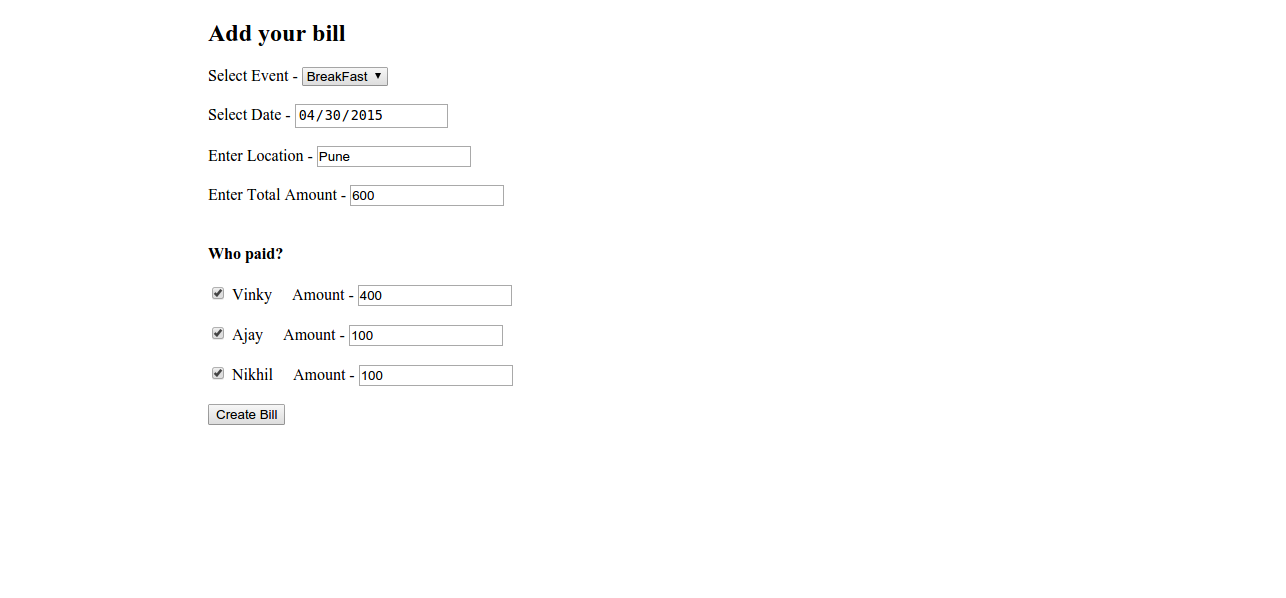 Add your bill
Select Event - BreakFast
Select Date - 04/30/2015
Enter Location - Pune
Enter Total Amount - 600
Who paid?
Vinky Amount - 400
Ajay Amount - 100
Nikhil Amount - 100
Create Bill